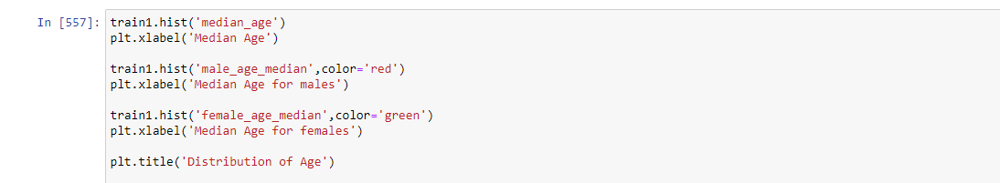 In [557]: train1.hist('median_age')
plt.xlabel('Median Age')
train1.hist('male_age_median',color='red')
plt.xlabel('Median Age for males')
train1.hist('female_age_median',color='green')
plt.xlabel('Median Age for females')
plt.title('Distribution of Age')